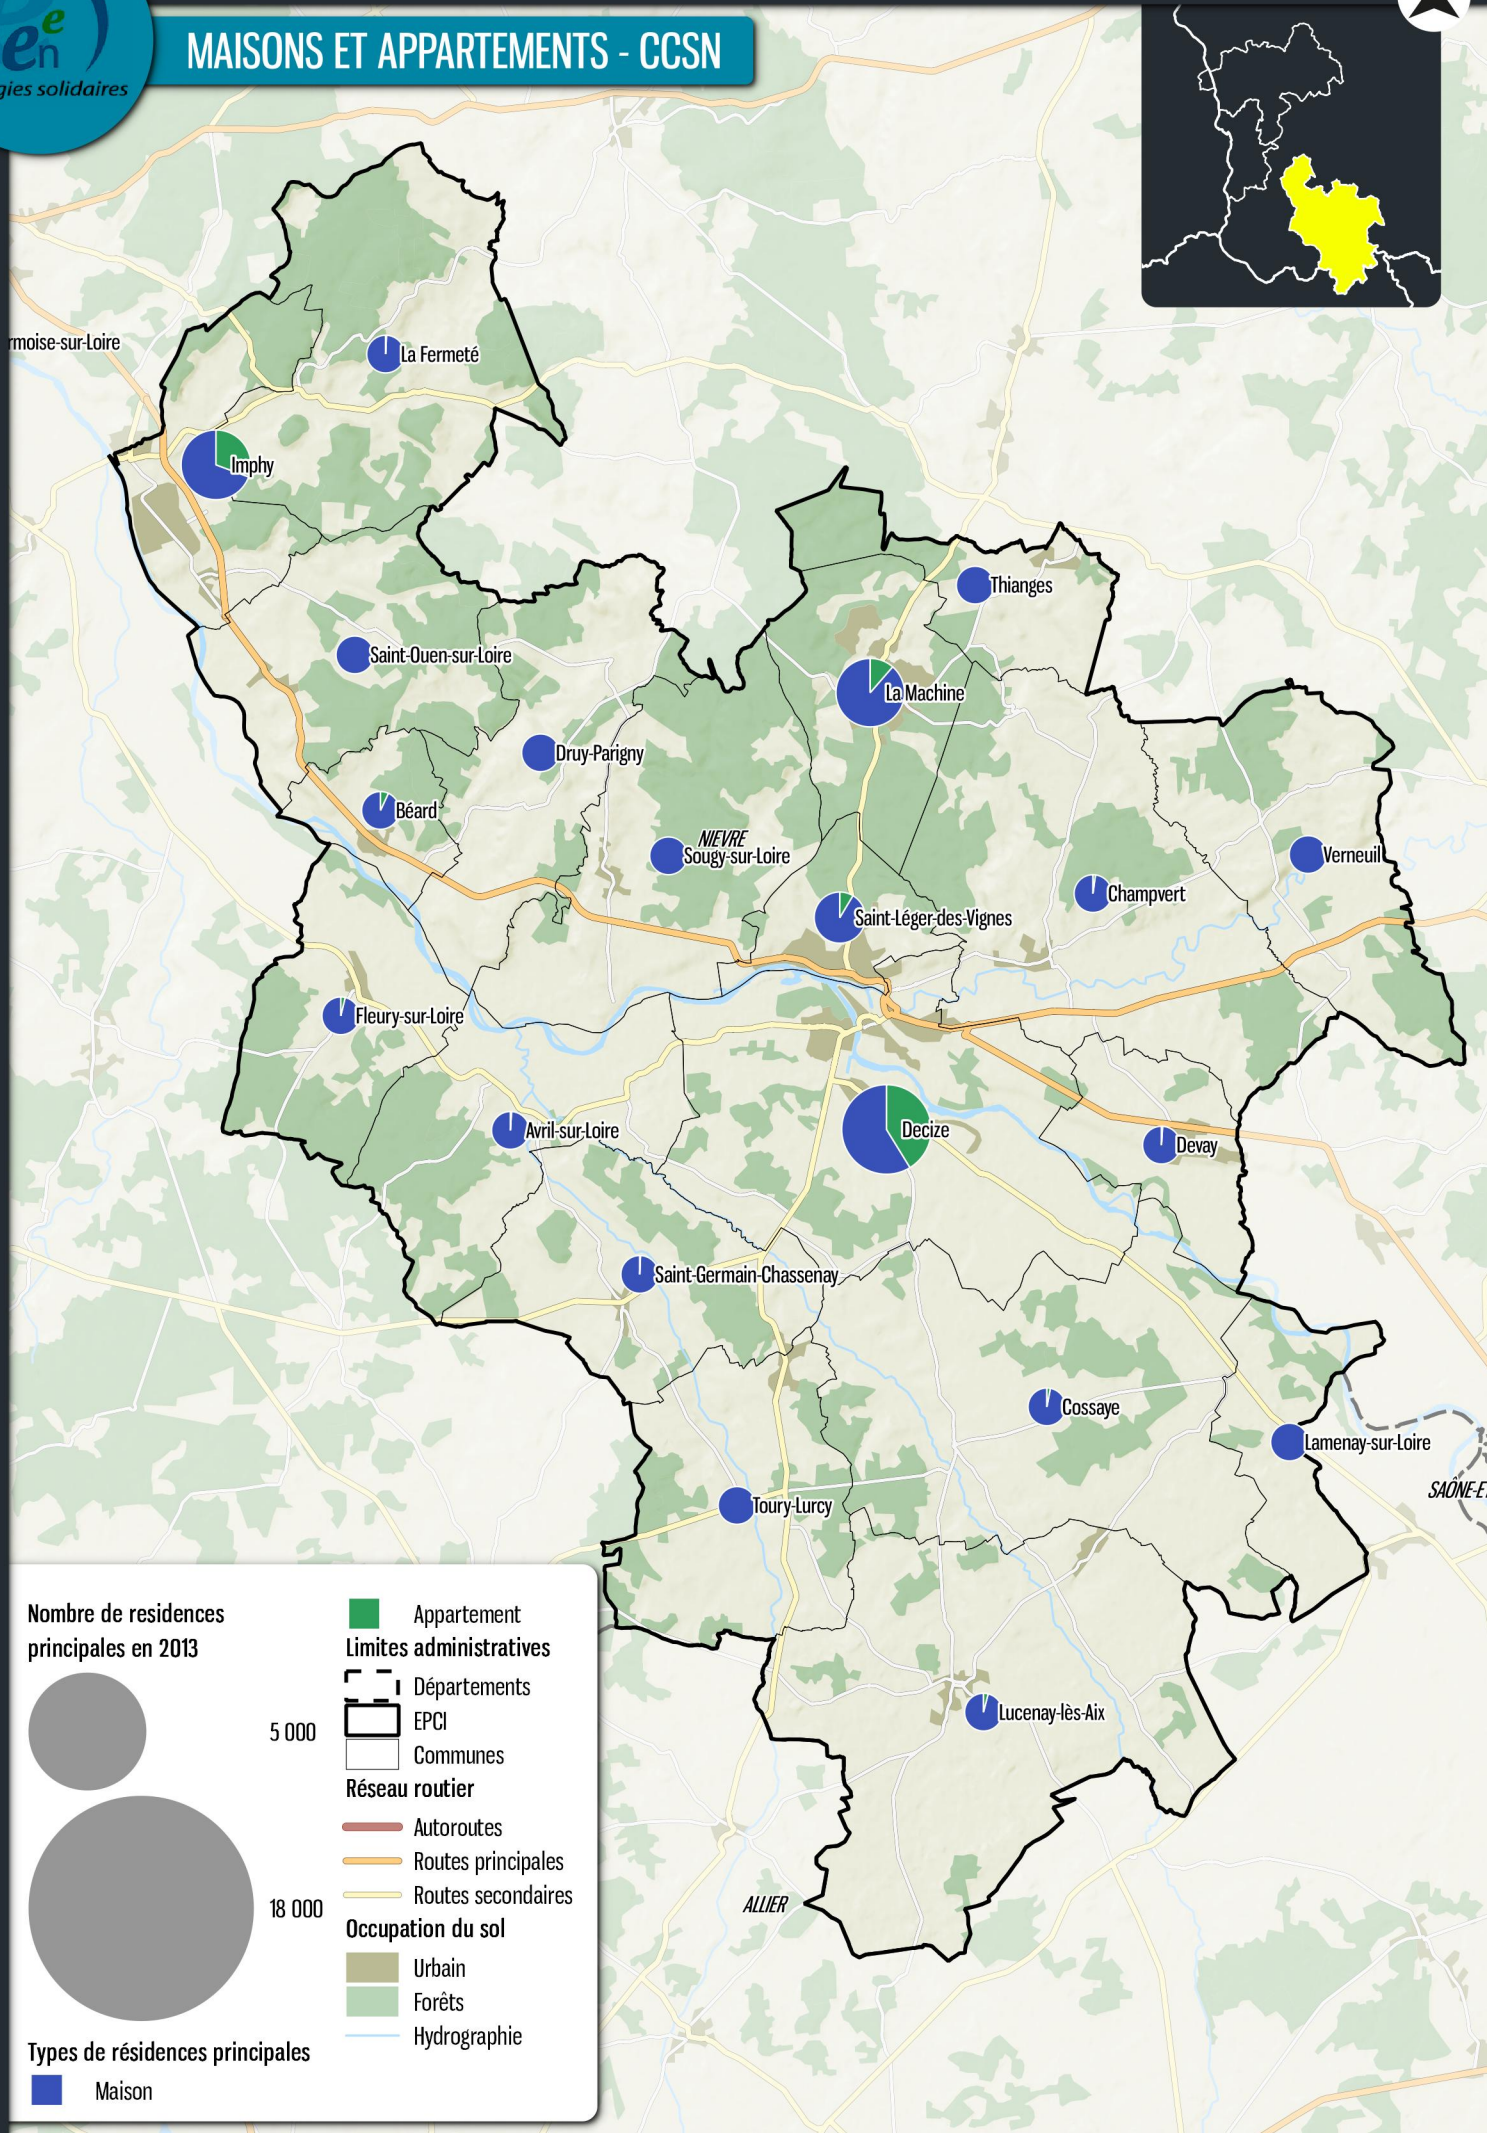 e
en
gies solidaires
MAISONS ET APPARTEMENTS - CCSN
rmoise-sur-Loire
La Fermeté
Imphy
Thianges
Saint-Ouen-sur-Loire
La Machine
Druy-Parigny
Béard
NIEVRE
Sougy-sur-Loire
Verneuil
Champvert
Saint-Léger-des-Vignes
Fleury-sur-Loire
Avril-sur-Loire
Decize
Devay
Saint-Germain-Chassenay
Cossaye
Lamenay-sur-Loire
SAÔNE-E
Toury-Lurcy
Lucenay-lès-Aix
ALLIER
Nombre de residences
principales en 2013
5 000
18 000
Types de résidences principales
Maison
Appartement
Limites administratives
Départements
EPCI
Communes
Réseau routier
Autoroutes
Routes principales
Routes secondaires
Occupation du sol
Urbain
Forêts
Hydrographie